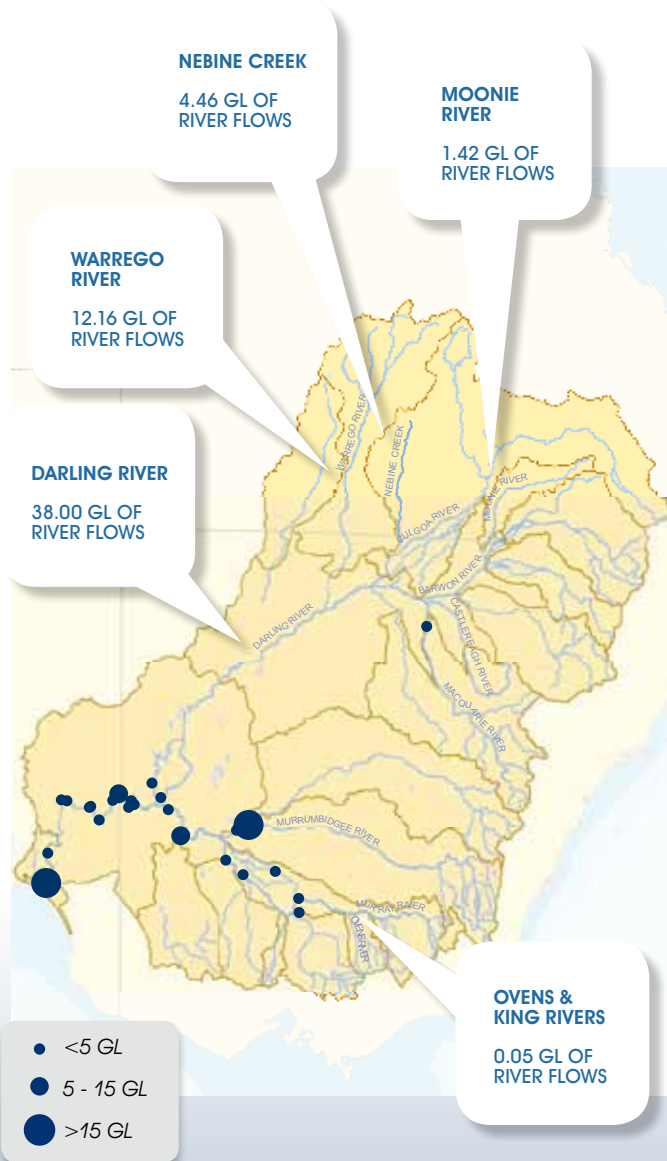 NEBINE CREEK
4.46 GL OF
RIVER FLOWS
MOONIE
RIVER
1.42 GL OF
RIVER FLOWS
WARREGO
RIVER
12.16 GL OF
RIVER FLOWS
DARLING RIVER
38.00 GL OF
RIVER FLOWS
WARREGO RIVER
NEBINE CREEK
MOONIE RIVER
CULGOA RIVER
BARWON RIVER
DARLING RIVER
CASTLEREAGH RIVER
MACQUARIE RIVER
MURRUMBIDGEE RIVER
MURRAY RIVER
OVENS RIVER
OVENS &
KING RIVERS
0.05 GL OF
RIVER FLOWS
<5 GL
5 - 15 GL
>15 GL